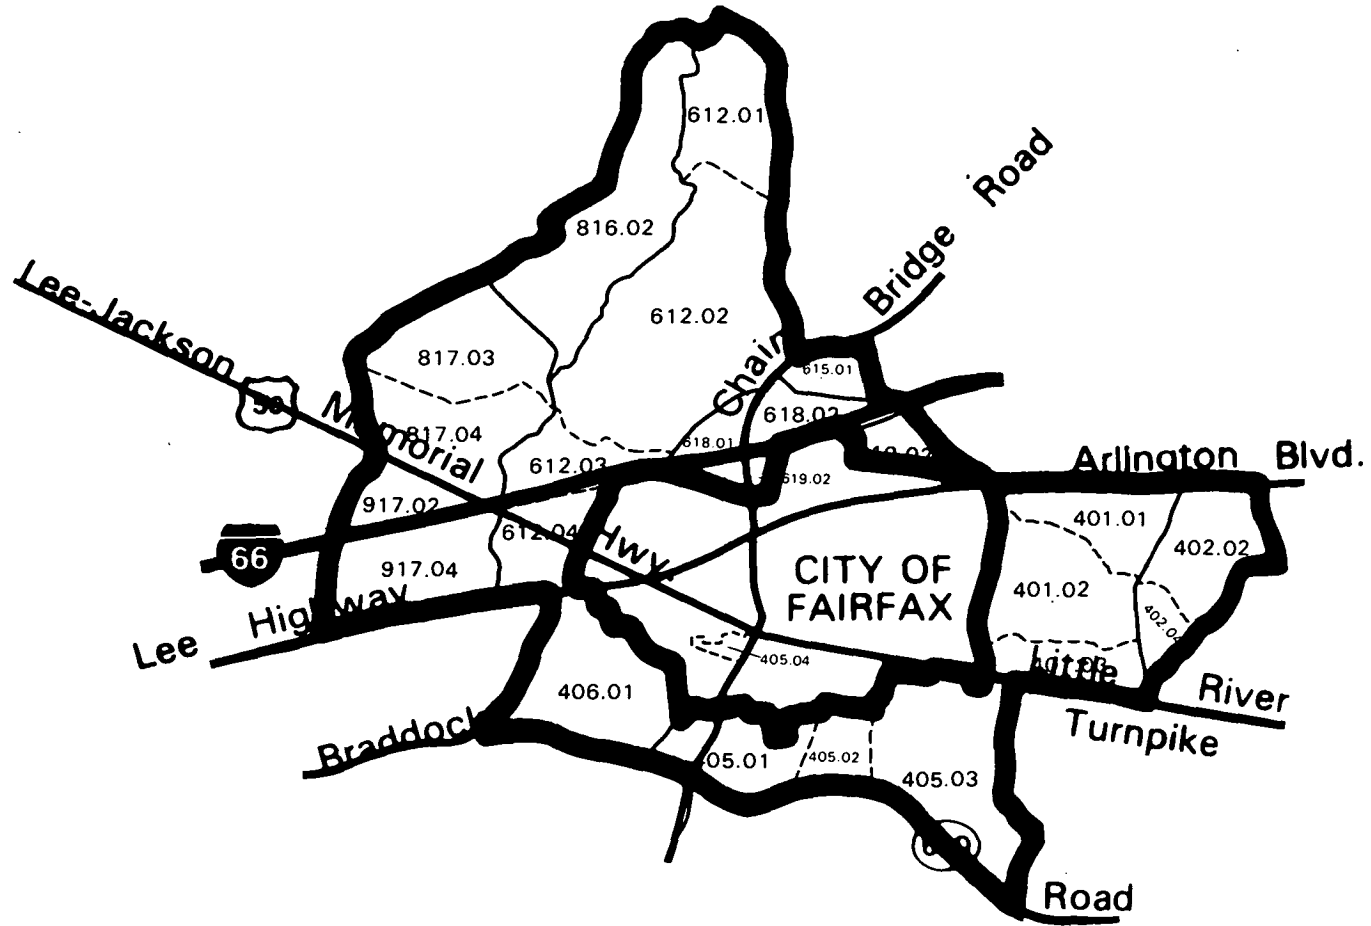 612.01
Chain Bridge Road
816.02
612.02
Lee-Jackson Memorial Hwy.
817.03
615.01
618.02
817.04
618.01
612.03
619.02
Arlington Blvd.
917.02
612.04
401.01
402.02
66
917.04
CITY OF
FAIRFAX
401.02
402.04
Lee Highway
405.04
406.01
Little River
Turnpike
Braddock Road
405.02
405.03